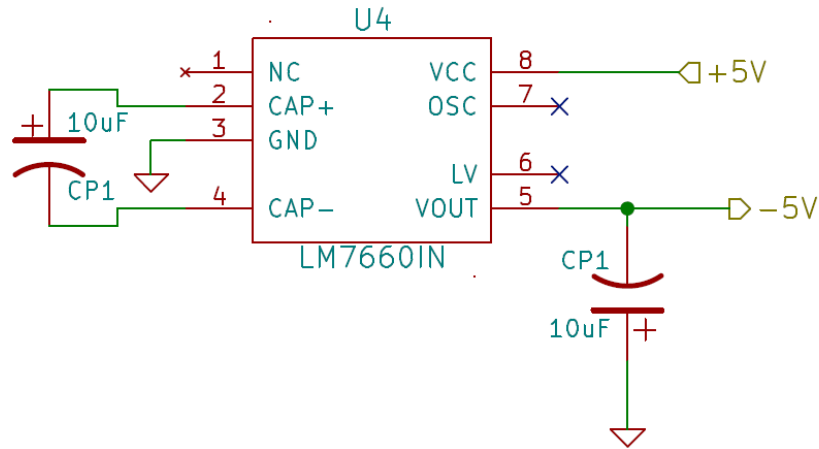 U4
1 NC VCC 8 +5V
2 CAP+ OSC 7
10uF 3 GND
CP1 LV 6
4 CAP- VOUT 5 -5V
LM7660IN
CP1
10uF +